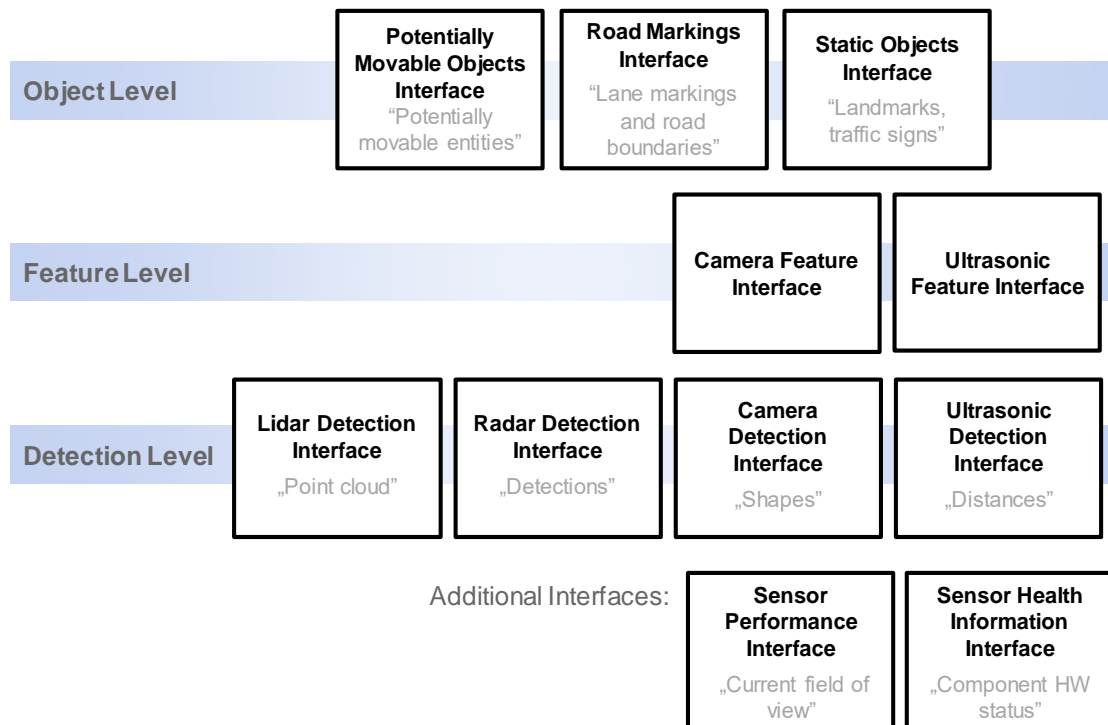 Object Level
Potentially
Movable Objects
Interface
“Potentially
movable entities”
Road Markings
Interface
“Lane markings
and road
boundaries”
Static Objects
Interface
“Landmarks,
traffic signs”
Feature Level
Camera Feature
Interface
Ultrasonic
Feature Interface
Detection Level
Lidar Detection
Interface
„Point cloud”
Radar Detection
Interface
„Detections”
Camera
Detection
Interface
„Shapes”
Ultrasonic
Detection
Interface
„Distances”
Additional Interfaces:
Sensor
Performance
Interface
„Current field of
view”
Sensor Health
Information
Interface
„Component HW
status”